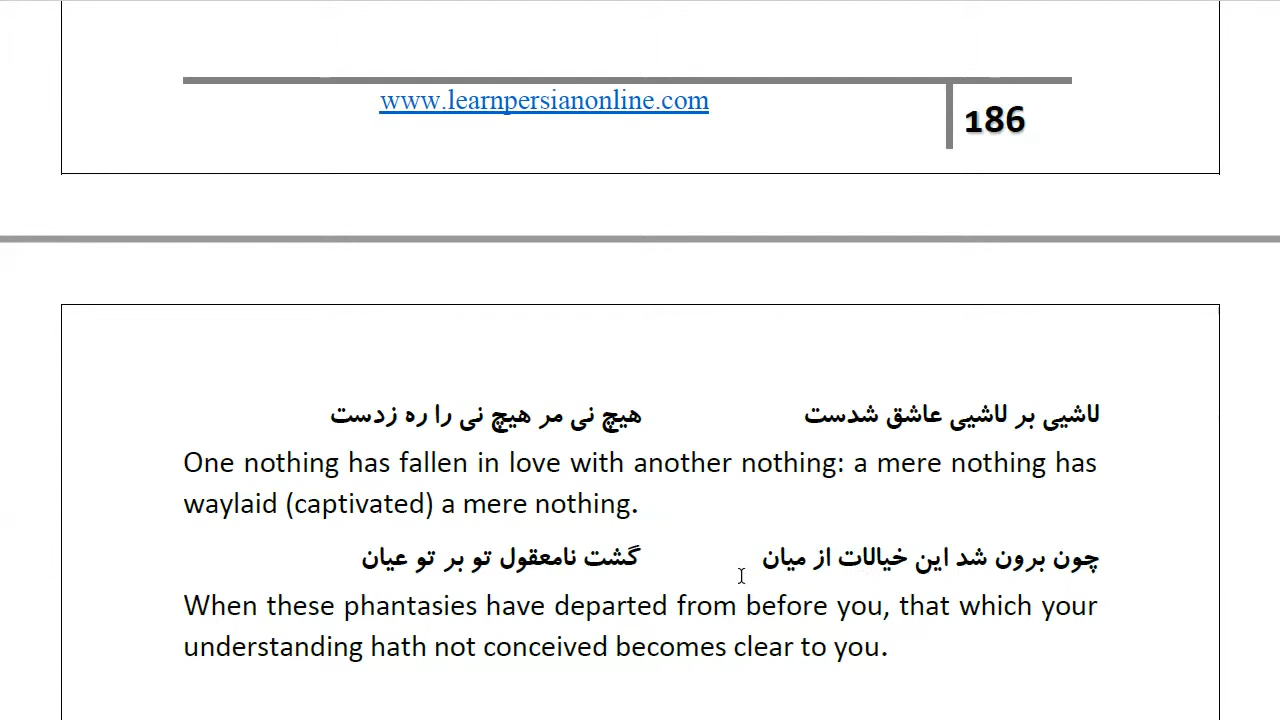 www.learnpersianonline.com
186
لاشیی بر لاشیی عاشق شدست هیچ نی مر هیچ نی را ره زدست
One nothing has fallen in love with another nothing: a mere nothing has
waylaid (captivated) a mere nothing.
چون برون شد این خیالات از میان گشت نامعقول تو بر تو عیان
When these phantasies have departed from before you, that which your
understanding hath not conceived becomes clear to you.